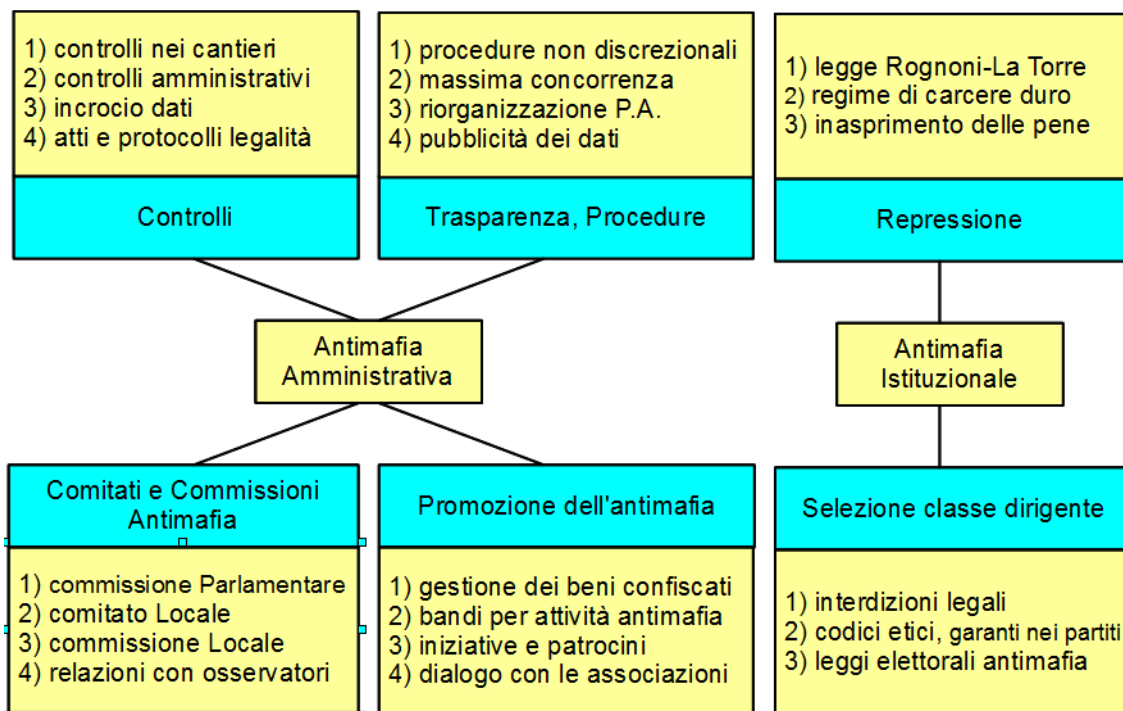 1) controlli nei cantieri
2) controlli amministrativi
3) incrocio dati
4) atti e protocolli legalità
Controlli
1) procedure non discrezionali
2) massima concorrenza
3) riorganizzazione P.A.
4) pubblicità dei dati
Trasparenza, Procedure
1) legge Rognoni-La Torre
2) regime di carcere duro
3) inasprimento delle pene
Repressione
Antimafia
Amministrativa
Antimafia
Istituzionale
Comitati e Commissioni
Antimafia
1) commissione Parlamentare
2) comitato Locale
3) commissione Locale
4) relazioni con osservatori
Promozione dell'antimafia
1) gestione dei beni confiscati
2) bandi per attività antimafia
3) iniziative e patrocini
4) dialogo con le associazioni
Selezione classe dirigente
1) interdizioni legali
2) codici etici, garanti nei partiti
3) leggi elettorali antimafia